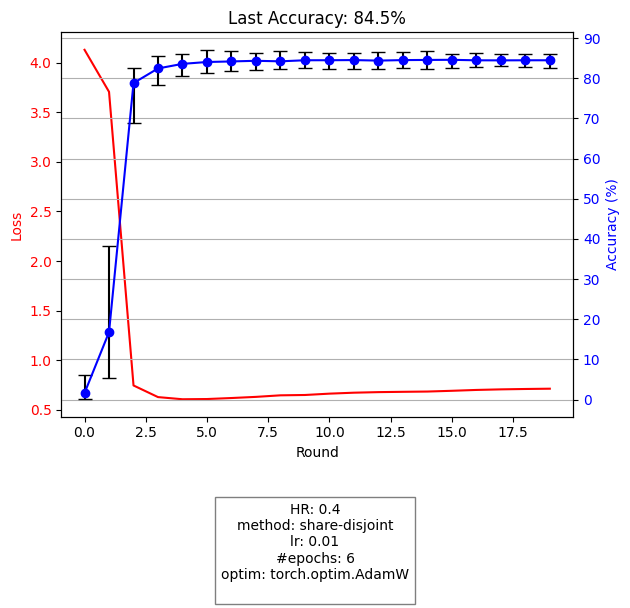 Last Accuracy: 84.5%
4.0
3.5
3.0
2.5
2.0
1.5
1.0
0.5
Loss
90
80
70
60
50
40
30
20
10
0
Accuracy (%)
0.0 2.5 5.0 7.5 10.0 12.5 15.0 17.5
Round
HR: 0.4
method: share-disjoint
lr: 0.01
#epochs: 6
optim: torch.optim.AdamW